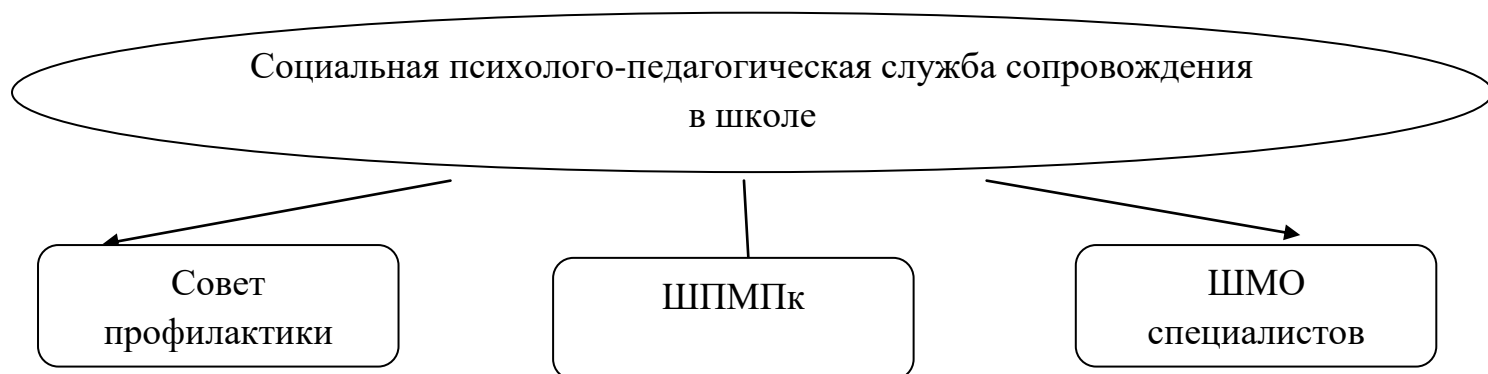 Социальная психолого-педагогическая служба сопровождения
в школе
Совет
профилактики
ШПМПк
ШМО
специалистов